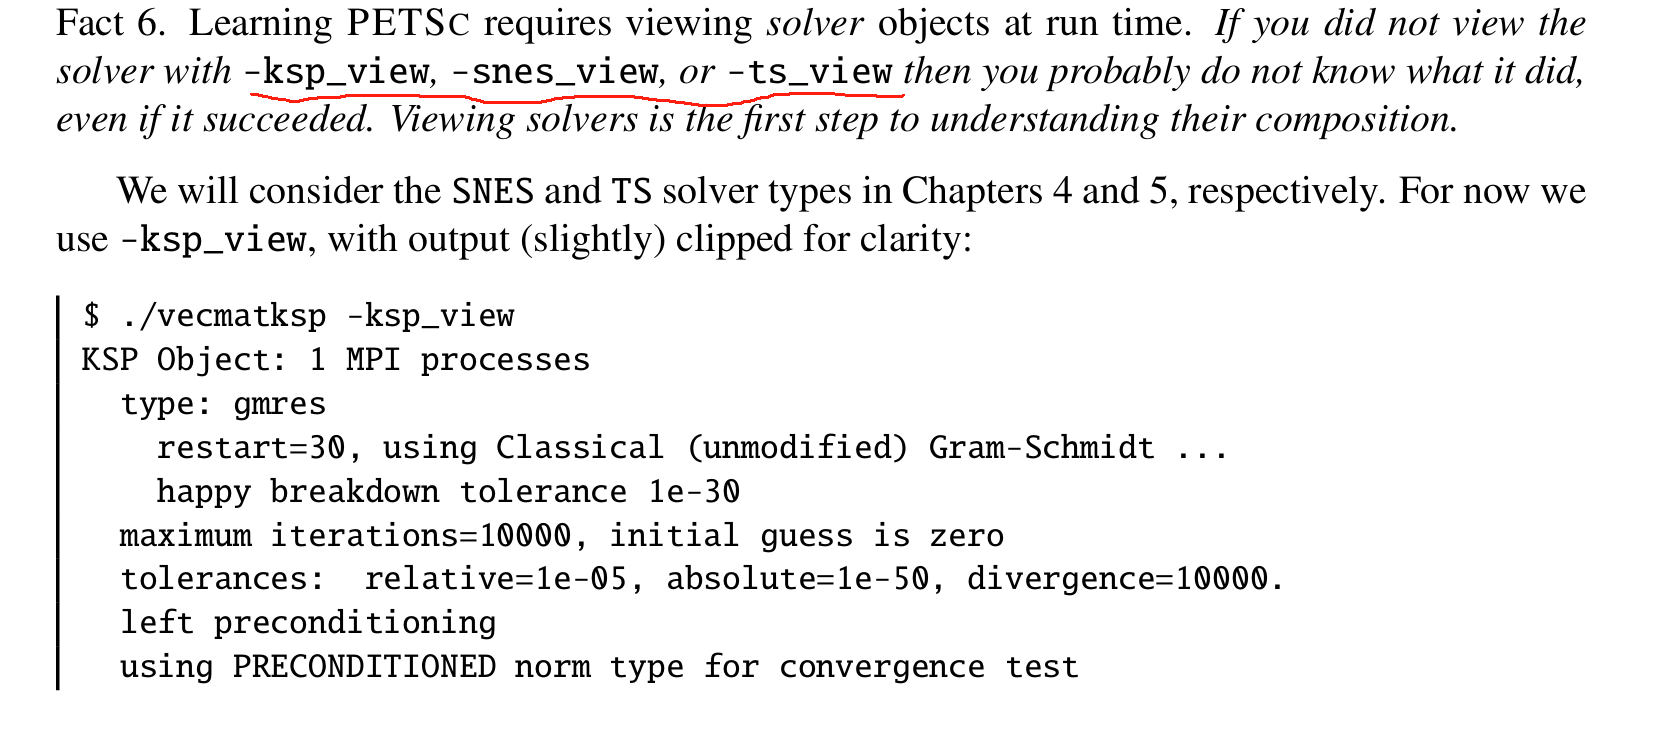 Fact 6. Learning PETSC requires viewing solver objects at run time. If you did not view the
solver with -ksp_view, -snes_view, or -ts_view then you probably do not know what it did,
even if it succeeded. Viewing solvers is the first step to understanding their composition.
We will consider the SNES and TS solver types in Chapters 4 and 5, respectively. For now we
use -ksp_view, with output (slightly) clipped for clarity:
$ ./vecmatksp -ksp_view
KSP Object: 1 MPI processes
type: gmres
restart=30, using Classical (unmodified) Gram-Schmidt ...
happy breakdown tolerance 1e-30
maximum iterations=10000, initial guess is zero
tolerances:  relative=1e-05, absolute=1e-50, divergence=10000.
left preconditioning
using PRECONDITIONED norm type for convergence test